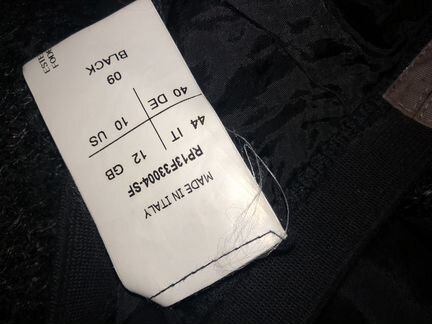 MADE IN ITALY
RP13F33004-SF
44 IT 12 GB
40 DE 10 US
09
BLACK